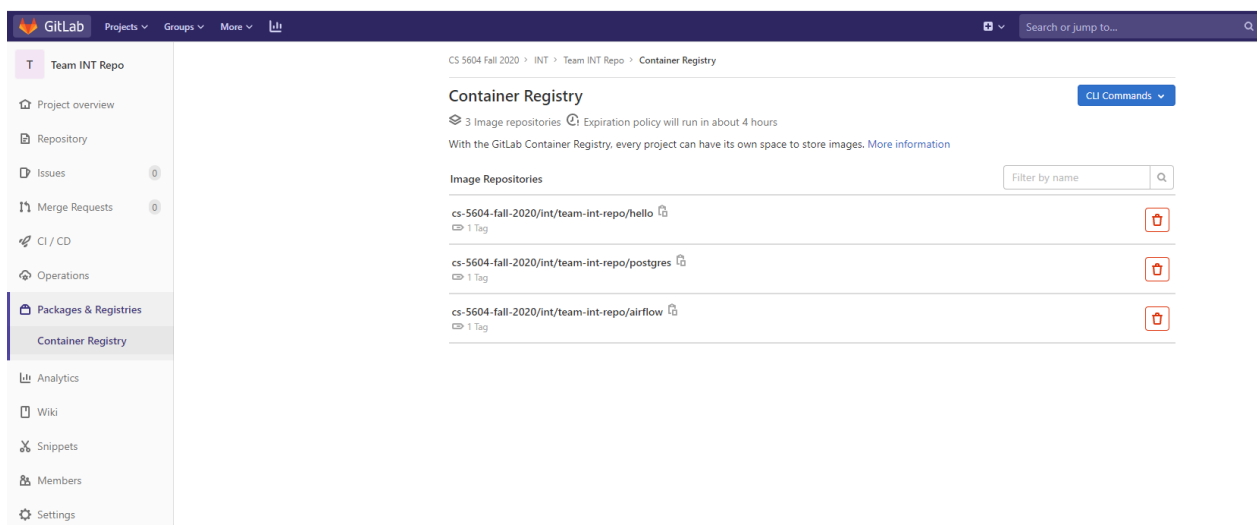 GitLab Projects Groups More Search or jump to...
T Team INT Repo
Project overview
Repository
Issues 0
Merge Requests 0
CI / CD
Operations
Packages & Registries
Container Registry
Analytics
Wiki
Snippets
Members
Settings
CS 5604 Fall 2020 > INT > Team INT Repo > Container Registry
Container Registry CLI Commands
3 Image repositories Expiration policy will run in about 4 hours
With the GitLab Container Registry, every project can have its own space to store images. More information
Image Repositories Filter by name
cs-5604-fall-2020/int/team-int-repo/hello
1 Tag
cs-5604-fall-2020/int/team-int-repo/postgres
1 Tag
cs-5604-fall-2020/int/team-int-repo/airflow
1 Tag